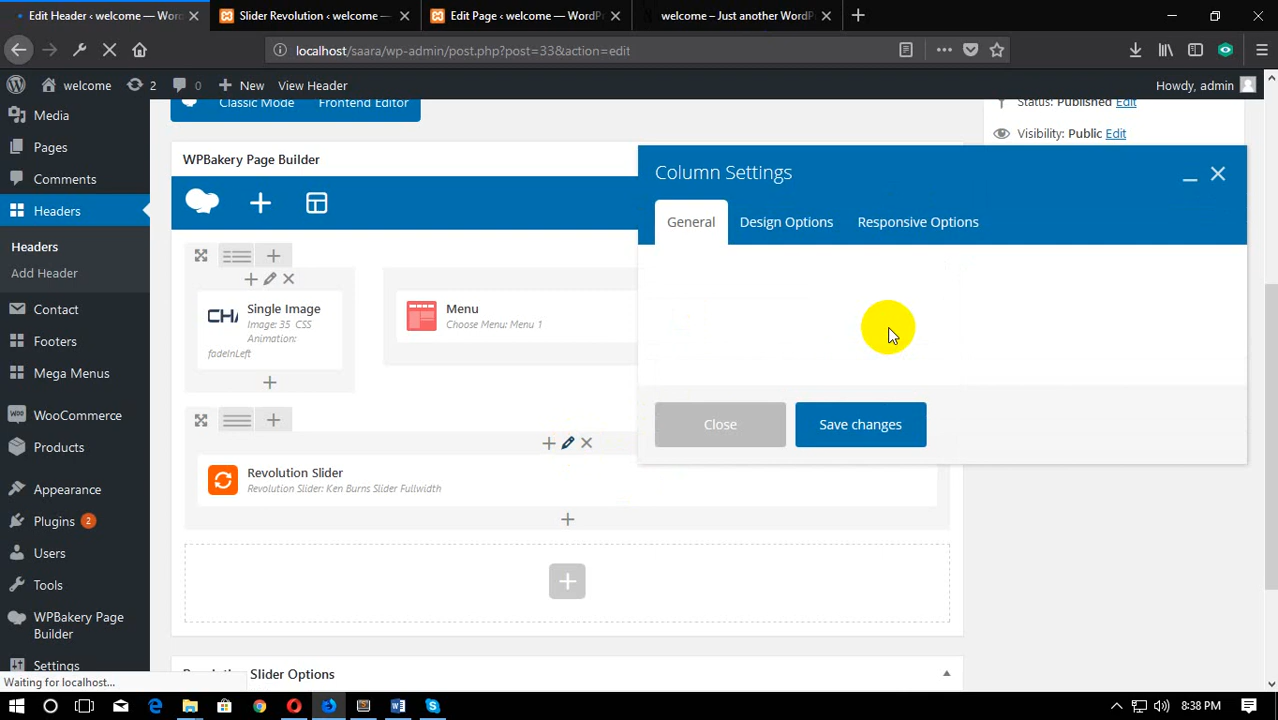 Edit Header ‹ welcome — Word
Slider Revolution ‹ welcome —
Edit Page ‹ welcome — WordPr
welcome – Just another WordP
localhost/saara/wp-admin/post.php?post=33&action=edit
welcome
2
0
New
View Header
Howdy, admin
Media
Pages
Comments
Headers
Headers
Add Header
Contact
Footers
Mega Menus
WooCommerce
Products
Appearance
Plugins 2
Users
Tools
WPBakery Page
Builder
Settings
Classic Mode
Frontend Editor
Status: Published Edit
Visibility: Public Edit
WPBakery Page Builder
Column Settings
General
Design Options
Responsive Options
Close
Save changes
CHA
Single Image
Image: 35 CSS
Animation:
fadeInLeft
Menu
Choose Menu: Menu 1
Revolution Slider
Revolution Slider: Ken Burns Slider Fullwidth
Slider Options
Waiting for localhost...
8:38 PM